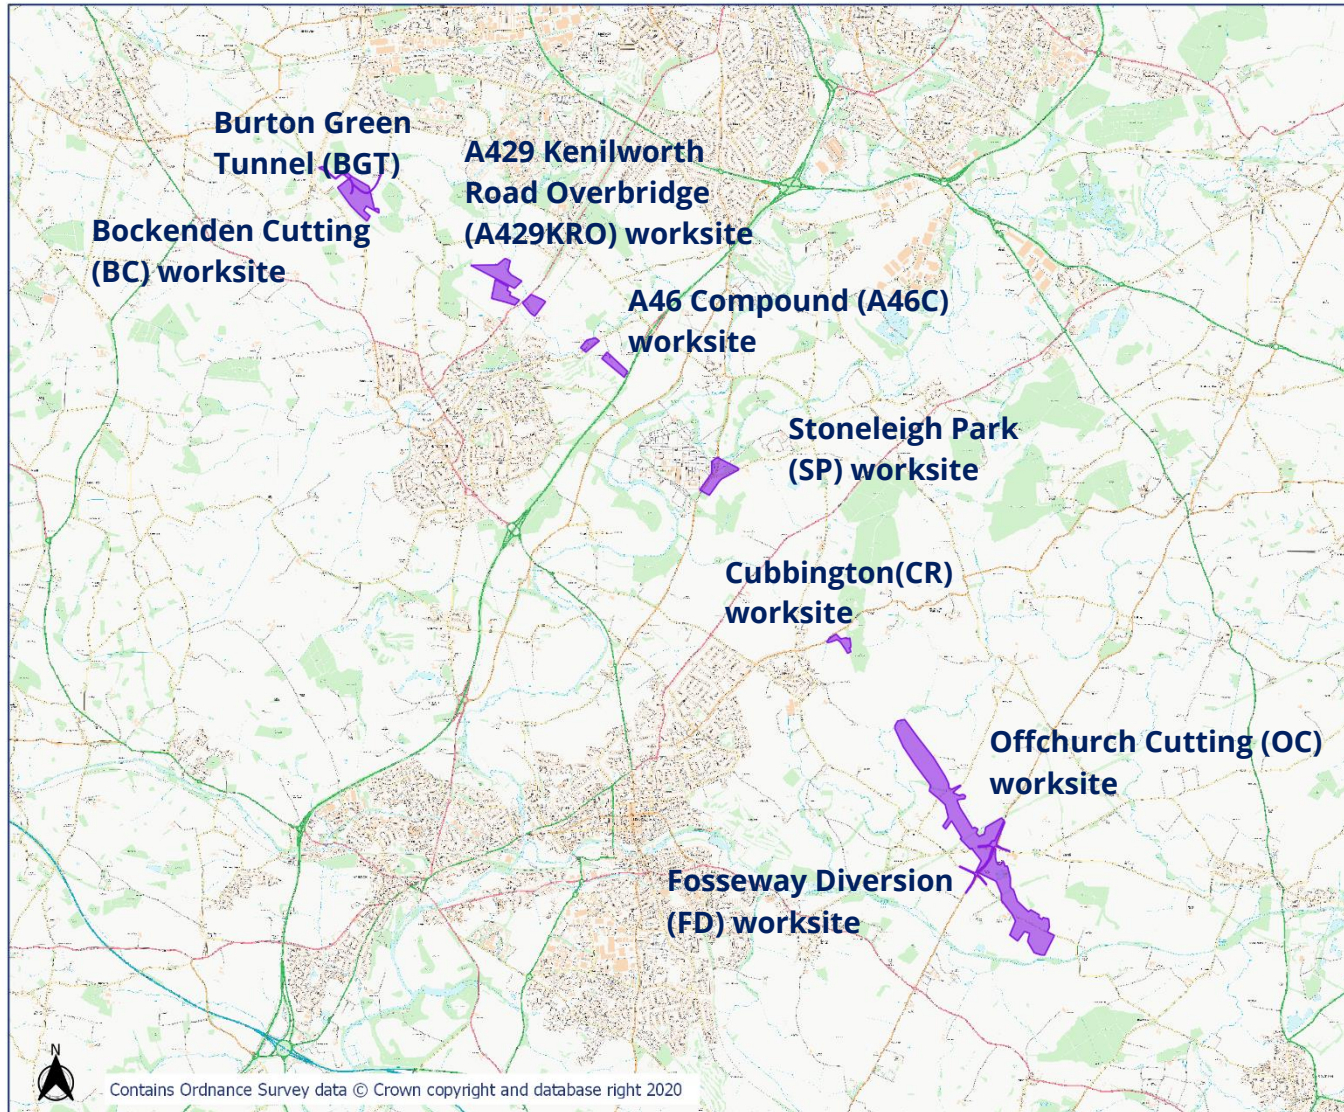 Burton Green
Tunnel (BGT)
A429 Kenilworth
Road Overbridge
(A429KRO) worksite
Bockenden Cutting
(BC) worksite
A46 Compound (A46C)
worksite
Stoneleigh Park
(SP) worksite
Cubbington(CR)
worksite
Offchurch Cutting (OC)
worksite
Fosseway Diversion
(FD) worksite
N
Contains Ordnance Survey data © Crown copyright and database right 2020